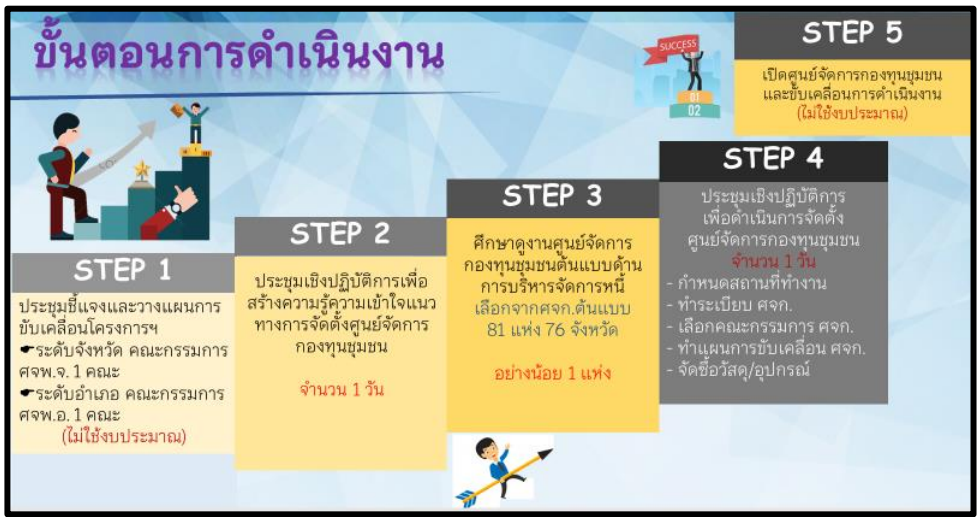 ขั้นตอนการดำเนินงาน
SUCCESS
01
02
STEP 1
ประชุมชี้แจงและวางแผนการ
ขับเคลื่อนโครงการฯ
☛ระดับจังหวัด คณะกรรมการ
ศจพ.จ. 1 คณะ
☛ระดับอำเภอ คณะกรรมการ
ศจพ.อ. 1 คณะ
(ไม่ใช้งบประมาณ)
STEP 2
ประชุมเชิงปฏิบัติการเพื่อ
สร้างความรู้ความเข้าใจแนว
ทางการจัดตั้งศูนย์จัดการ
กองทุนชุมชน
จำนวน 1 วัน
STEP 3
ศึกษาดูงานศูนย์จัดการ
กองทุนชุมชนต้นแบบด้าน
การบริหารจัดการหนี้
เลือกจากศจก.ต้นแบบ
81 แห่ง 76 จังหวัด
อย่างน้อย 1 แห่ง
STEP 4
ประชุมเชิงปฏิบัติการ
เพื่อดำเนินการจัดตั้ง
ศูนย์จัดการกองทุนชุมชน
จำนวน 1 วัน
- กำหนดสถานที่ทำงาน
- ทำระเบียบ ศจก.
- เลือกคณะกรรมการ ศจก.
- ทำแผนการขับเคลื่อน ศจก.
- จัดซื้อวัสดุ/อุปกรณ์
STEP 5
เปิดศูนย์จัดการกองทุนชุมชน
และขับเคลื่อนการดำเนินงาน
(ไม่ใช้งบประมาณ)